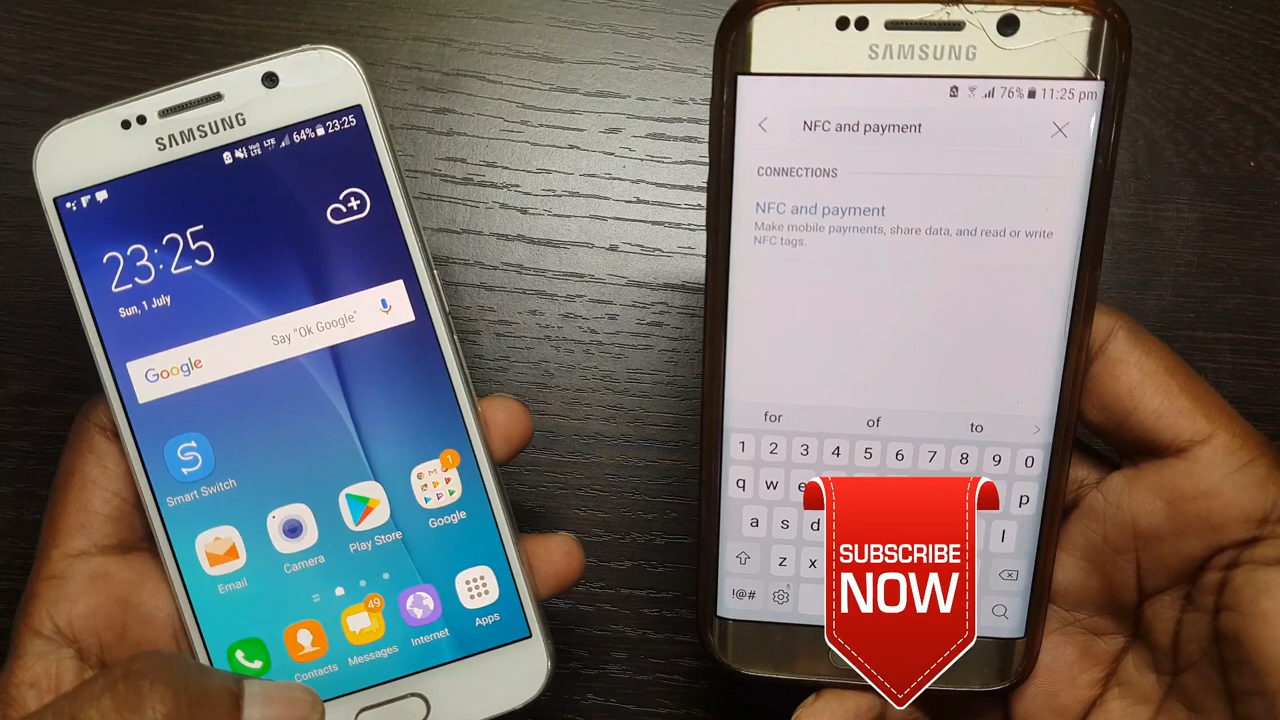 SAMSUNG
LTE 64% 23:25
23:25
Sun, 1 July
Google Say "Ok Google"
Smart Switch
1
Email
Camera
Play Store
Google
49
Contacts
Messages
Internet
Apps
SAMSUNG
76% 11:25 pm
NFC and payment
CONNECTIONS
NFC and payment
Make mobile payments, share data, and read or write
NFC tags.
for of to
1 2 3 4 5 6 7 8 9 0
q w e p
a s d l
z x
!@#
SUBSCRIBE
NOW